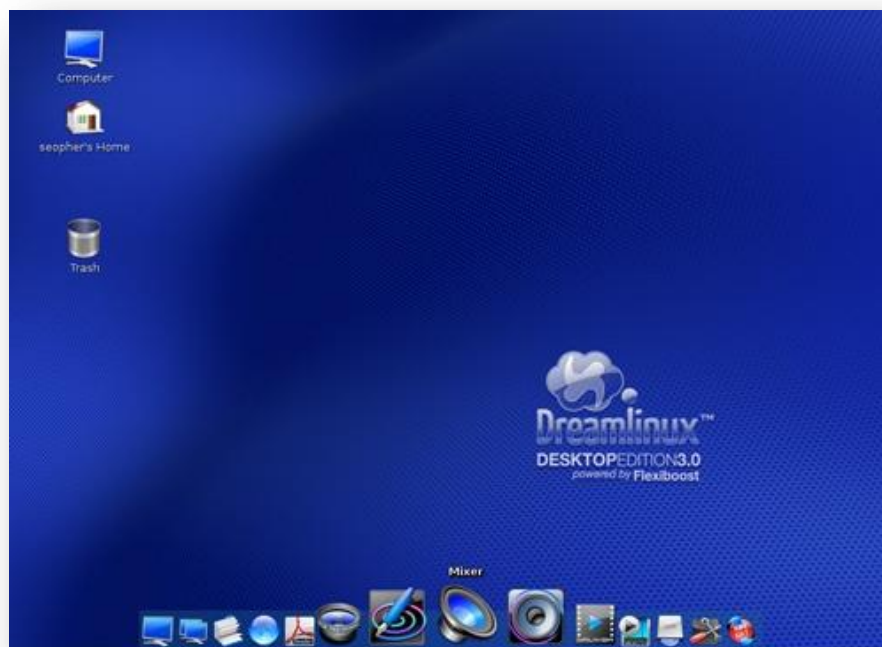 Computer
seopher's Home
Trash
Dreamlinux™
DESKTOPEDITION3.0
powered by Flexiboost
Mixer